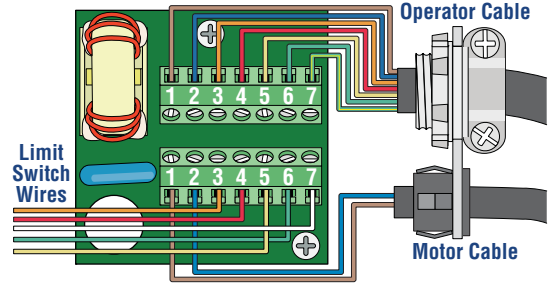 Operator Cable
1 2 3 4 5 6 7
1 2 3 4 5 6 7
Limit
Switch
Wires
Motor Cable